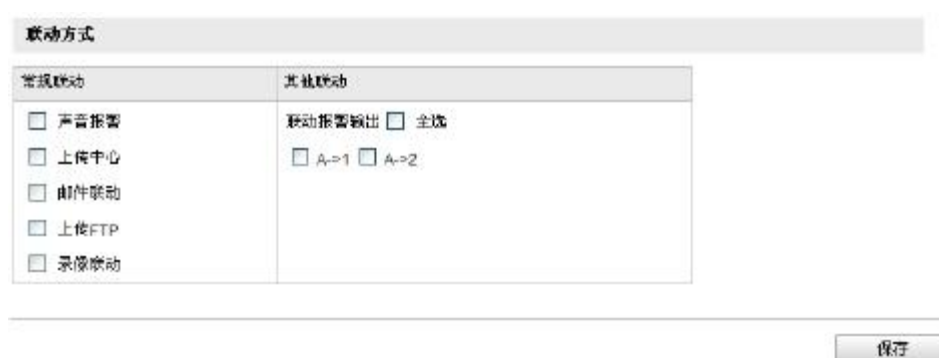 联动方式
常规联动 其他联动
声音报警 联动报警输出 全选
上传中心 A->1 A->2
邮件联动
上传FTP
录像联动
保存